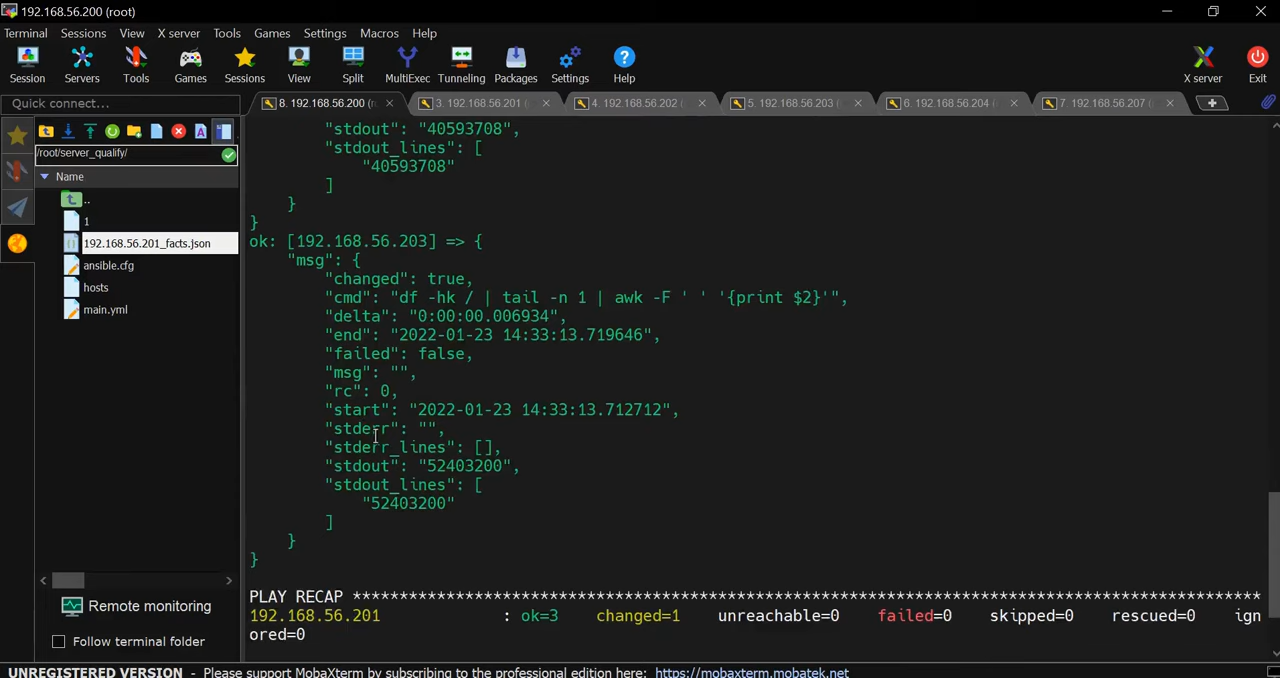 192.168.56.200 (root)
Terminal Sessions View X server Tools Games Settings Macros Help
Session Servers Tools Games Sessions View Split MultiExec Tunneling Packages Settings Help X server Exit
Quick connect...
8. 192.168.56.200 (r
3. 192.168.56.201 (
4. 192.168.56.202 (
5. 192.168.56.203 (
6. 192.168.56.204 (
7. 192.168.56.207 (
/root/server_qualify/
Name
..
1
192.168.56.201_facts.json
ansible.cfg
hosts
main.yml
Remote monitoring
Follow terminal folder
"stdout": "40593708",
"stdout_lines": [
"40593708"
]
}
}
ok: [192.168.56.203] => {
"msg": {
"changed": true,
"cmd": "df -hk / | tail -n 1 | awk -F ' ' '{print $2}'",
"delta": "0:00:00.006934",
"end": "2022-01-23 14:33:13.719646",
"failed": false,
"msg": "",
"rc": 0,
"start": "2022-01-23 14:33:13.712712",
"stderr": "",
"stderr_lines": [],
"stdout": "52403200",
"stdout_lines": [
"52403200"
]
}
}
PLAY RECAP *****************************************************************************
192.168.56.201 : ok=3 changed=1 unreachable=0 failed=0 skipped=0 rescued=0 ign
ored=0
UNREGISTERED VERSION - Please support MobaXterm by subscribing to the professional edition here: https://mobaxterm.mobatek.net